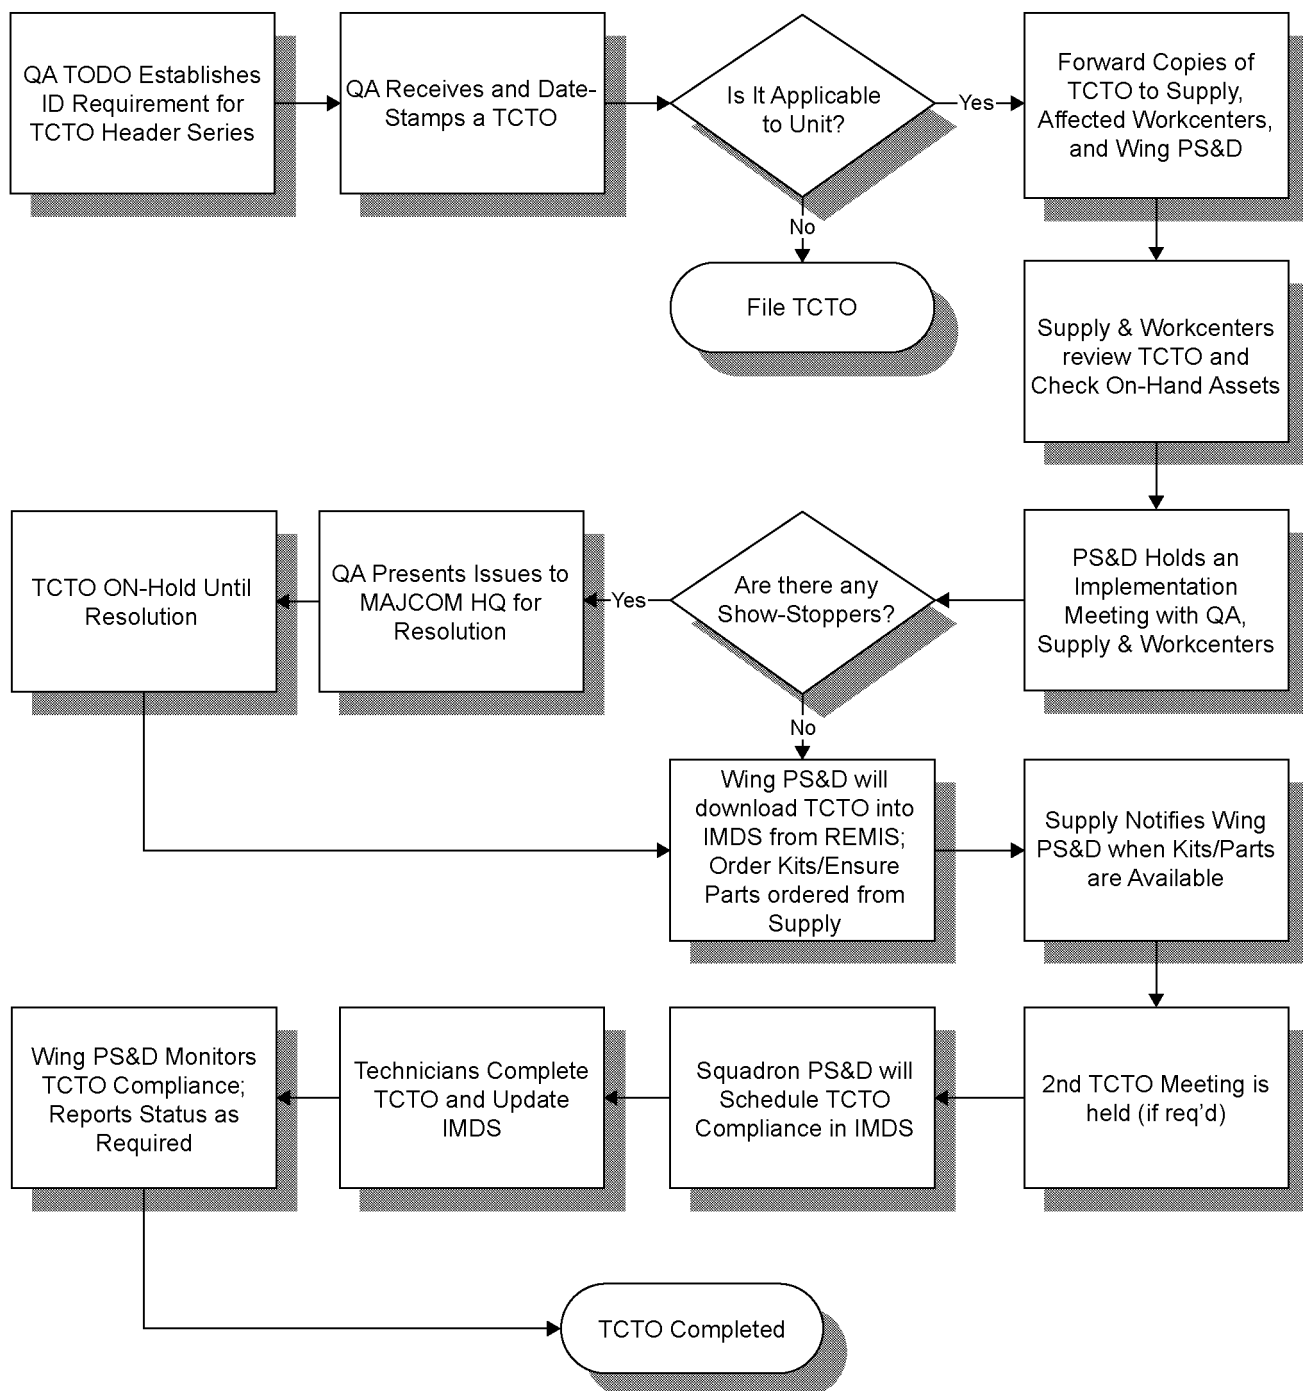 QA TODO Establishes
ID Requirement for
TCTO Header Series
QA Receives and Date-
Stamps a TCTO
Is It Applicable
to Unit?
Yes
Forward Copies of
TCTO to Supply,
Affected Workcenters,
and Wing PS&D
No
File TCTO
Supply & Workcenters
review TCTO and
Check On-Hand Assets
PS&D Holds an
Implementation
Meeting with QA,
Supply & Workcenters
Are there any
Show-Stoppers?
Yes
QA Presents Issues to
MAJCOM HQ for
Resolution
TCTO ON-Hold Until
Resolution
No
Wing PS&D will
download TCTO into
IMDS from REMIS;
Order Kits/Ensure
Parts ordered from
Supply
Supply Notifies Wing
PS&D when Kits/Parts
are Available
2nd TCTO Meeting is
held (if req’d)
Squadron PS&D will
Schedule TCTO
Compliance in IMDS
Technicians Complete
TCTO and Update
IMDS
Wing PS&D Monitors
TCTO Compliance;
Reports Status as
Required
TCTO Completed